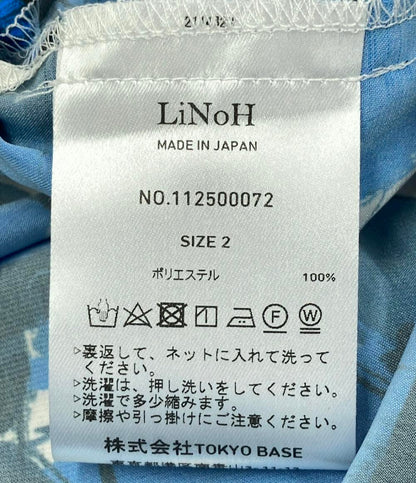 LiNoH
MADE IN JAPAN
NO.112500072
SIZE 2
ポリエステル 100%
F W
▷裏返して、ネットに入れて洗って
ください。
▷洗濯は、押し洗いをしてください。
▷洗濯で多少縮みます。
▷摩擦や引っ掛けにご注意ください。
株式会社TOKYO BASE